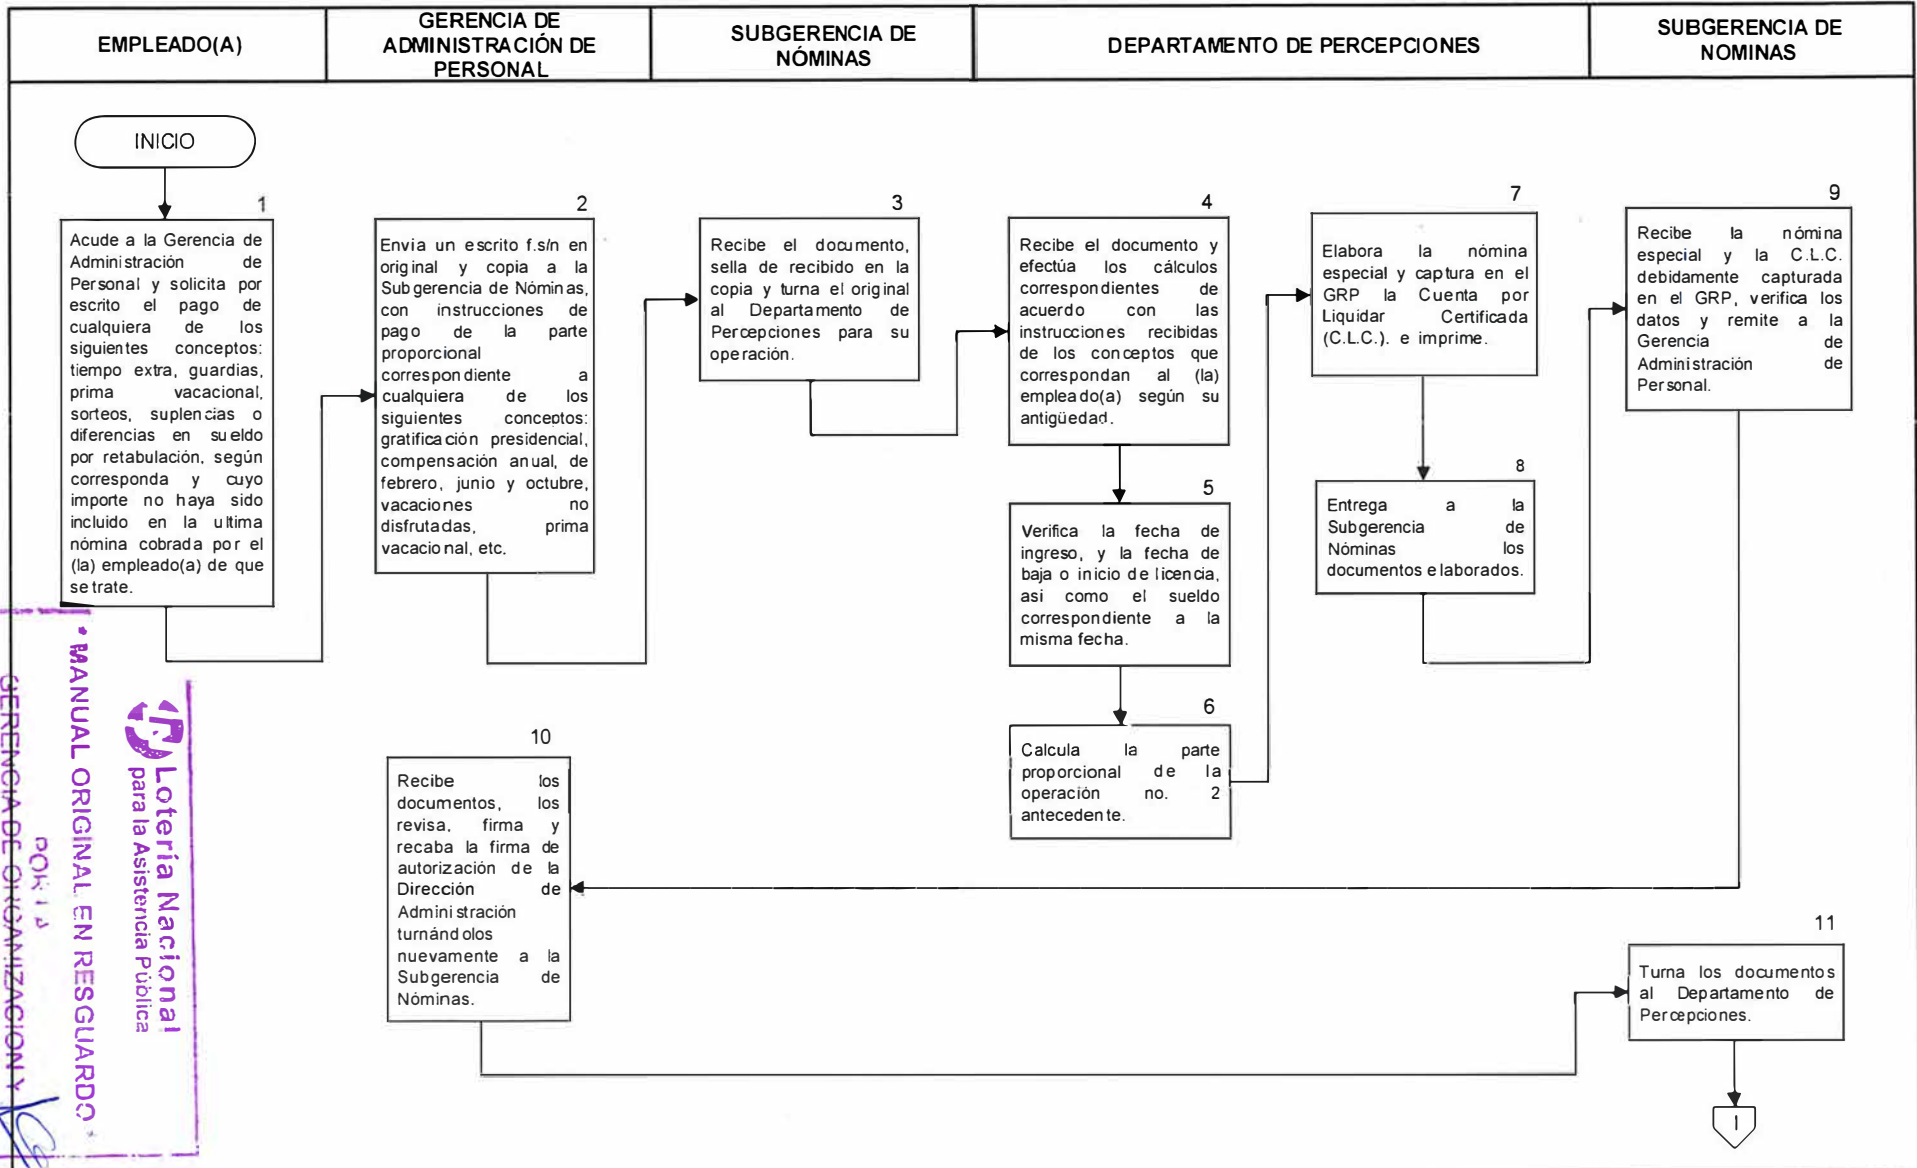 EMPLEADO(A)
GERENCIA DE
ADMINISTRACIÓN DE
PERSONAL
SUBGERENCIA DE
NÓMINAS
DEPARTAMENTO DE PERCEPCIONES
SUBGERENCIA DE
NOMINAS
INICIO
1
Acude a la Gerencia de
Administración de
Personal y solicita por
escrito el pago de
cualquiera de los
siguientes conceptos:
tiempo extra, guardias,
prima vacacional,
sorteos, suplencias o
diferencias en sueldo
por retabulación, según
corresponda y cuyo
importe no haya sido
incluido en la ultima
nómina cobrada por el
(la) empleado(a) de que
se trate.
2
Envia un escrito f.s/n en
original y copia a la
Subgerencia de Nóminas,
con instrucciones de
pago de la parte
proporcional
correspondiente a
cualquiera de los
siguientes conceptos:
gratificación presidencial,
compensación anual, de
febrero, junio y octubre,
vacaciones no
disfrutadas, prima
vacacional, etc.
3
Recibe el documento,
sella de recibido en la
copia y turna el original
al Departamento de
Percepciones para su
operación.
4
Recibe el documento y
efectúa los cálculos
correspondientes de
acuerdo con las
instrucciones recibidas
de los conceptos que
correspondan al (la)
empleado(a) según su
antigüedad.
5
Verifica la fecha de
ingreso, y la fecha de
baja o inicio de licencia,
asi como el sueldo
correspondiente a la
misma fecha.
6
Calcula la parte
proporcional de la
operación no. 2
antecedente.
7
Elabora la nómina
especial y captura en el
GRP la Cuenta por
Liquidar Certificada
(C.L.C.). e imprime.
8
Entrega a la
Subgerencia de
Nóminas los
documentos elaborados.
9
Recibe la nómina
especial y la C.L.C.
debidamente capturada
en el GRP, verifica los
datos y remite a la
Gerencia de
Administración de
Personal.
10
Recibe los
documentos, los
revisa, firma y
recaba la firma de
autorización de la
Dirección de
Administración
turnándolos
nuevamente a la
Subgerencia de
Nóminas.
11
Turna los documentos
al Departamento de
Percepciones.
1
Lotería Nacional
para la Asistencia Pública
* MANUAL ORIGINAL EN RESGUARDO *
POR LA
GERENCIA DE ORGANIZACION Y